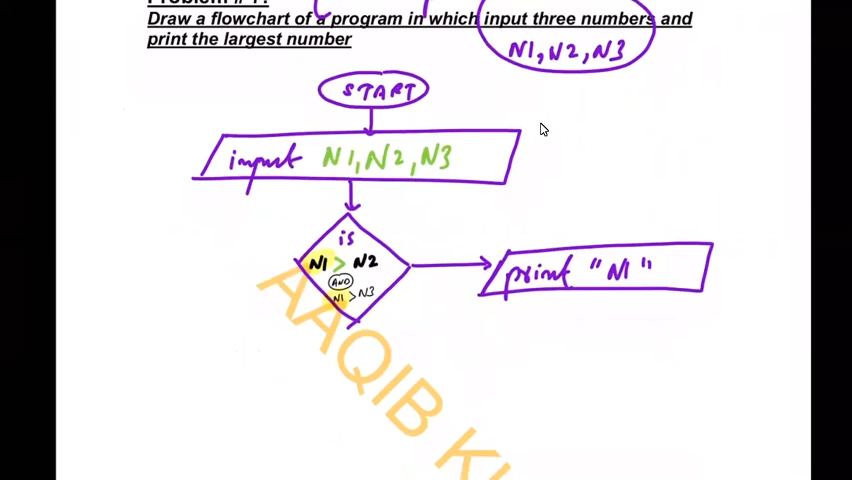 Draw a flowchart of a program in which input three numbers and
print the largest number
N1, N2, N3
START
input N1, N2, N3
is
N1 > N2
AND
N1 > N3
print "N1"
AAQIB